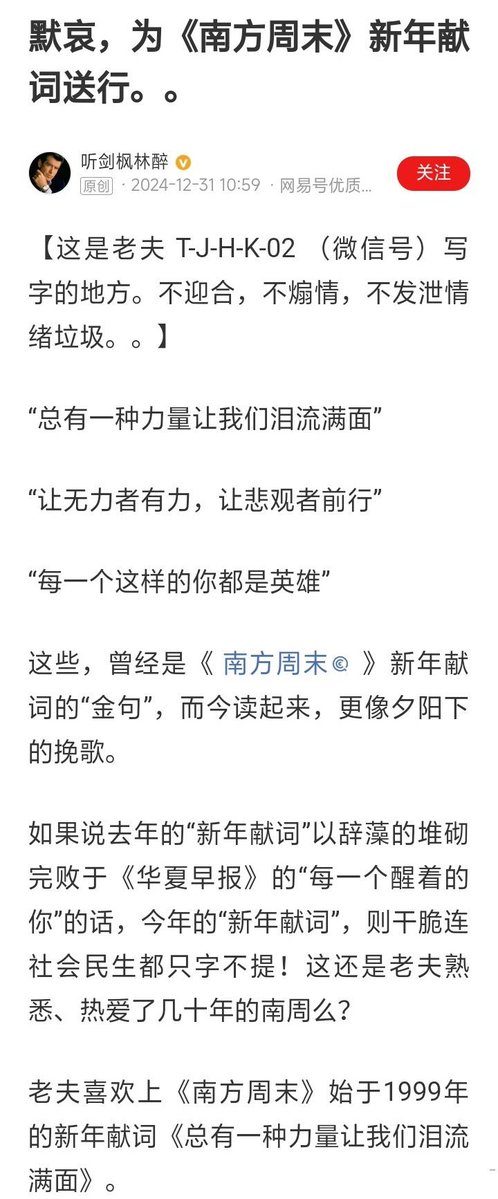 默哀，为《南方周末》新年献
词送行。。
听剑枫林醉
原创 · 2024-12-31 10:59 · 网易号优质...
关注
【这是老夫 T-J-H-K-02 （微信号）写
字的地方。不迎合，不煽情，不发泄情
绪垃圾。。】
“总有一种力量让我们泪流满面”
“让无力者有力，让悲观者前行”
“每一个这样的你都是英雄”
这些，曾经是《 南方周末 》新年献
词的“金句”，而今读起来，更像夕阳下
的挽歌。
如果说去年的“新年献词”以辞藻的堆砌
完败于《华夏早报》的“每一个醒着的
你”的话，今年的“新年献词”，则干脆连
社会民生都只字不提！这还是老夫熟
悉、热爱了几十年的南周么？
老夫喜欢上《南方周末》始于1999年
的新年献词《总有一种力量让我们泪流
满面》。